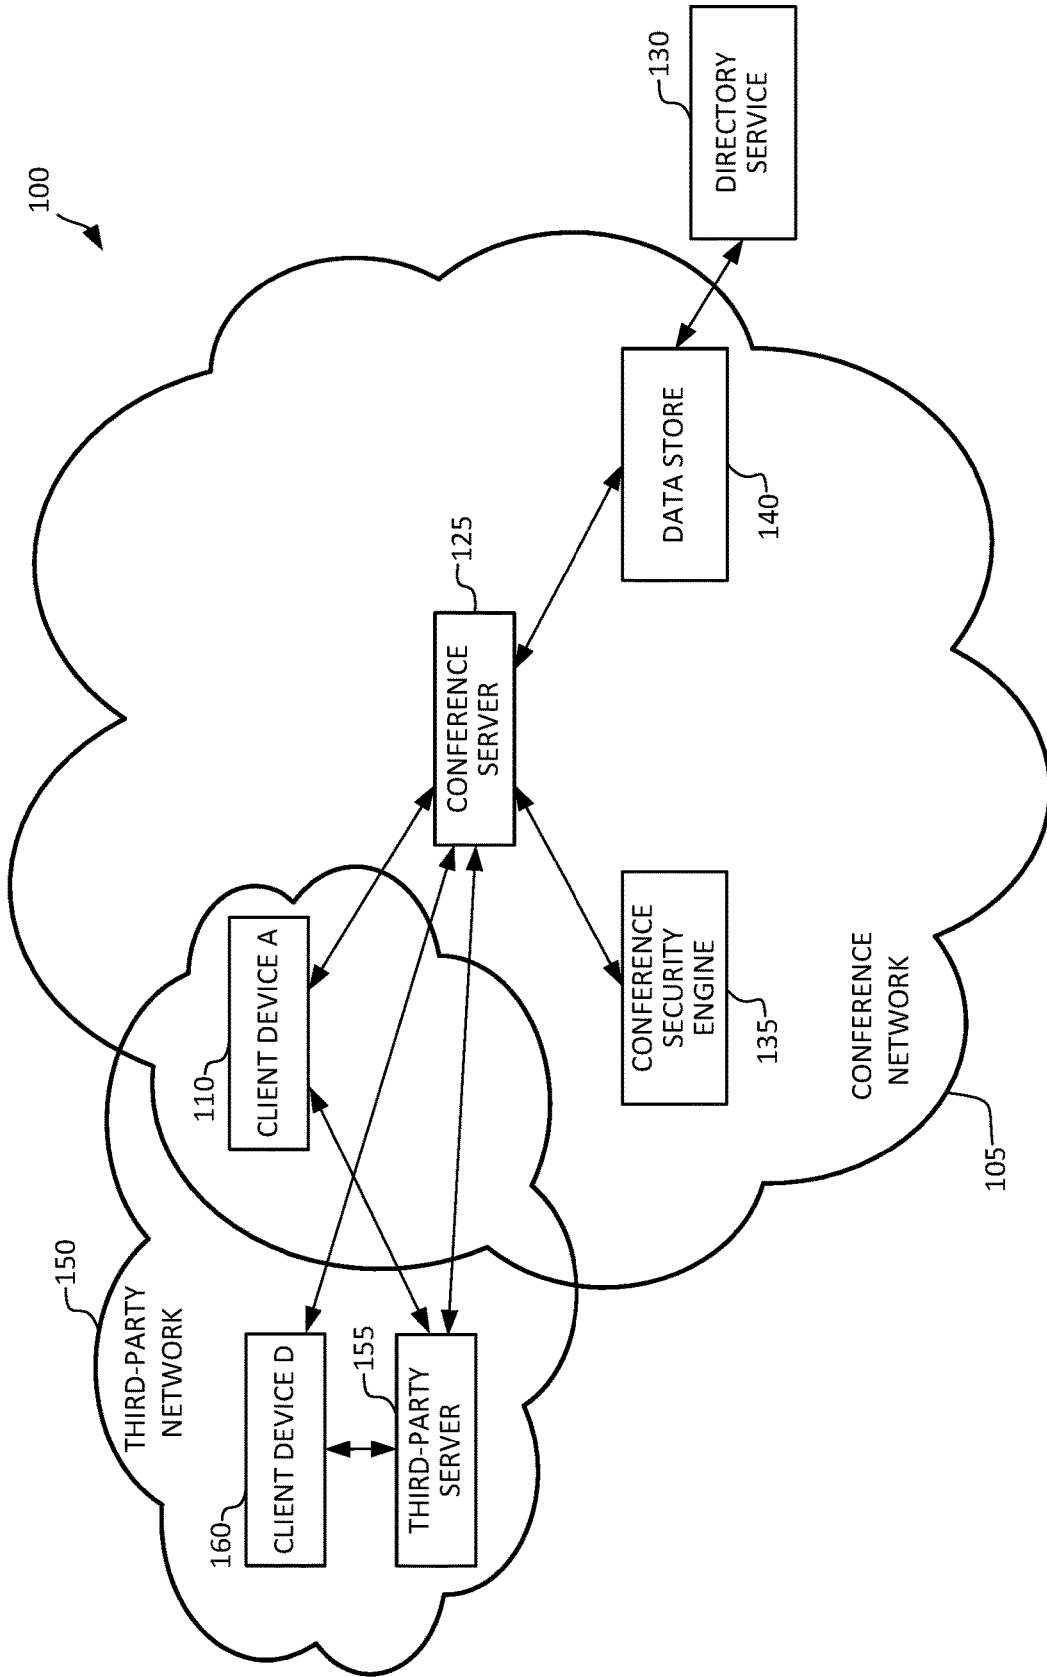 100
150
THIRD-PARTY
NETWORK
160
CLIENT DEVICE D
155
THIRD-PARTY
SERVER
110
CLIENT DEVICE A
125
CONFERENCE
SERVER
130
DIRECTORY
SERVICE
CONFERENCE
SECURITY
ENGINE
135
DATA STORE
140
CONFERENCE
NETWORK
105